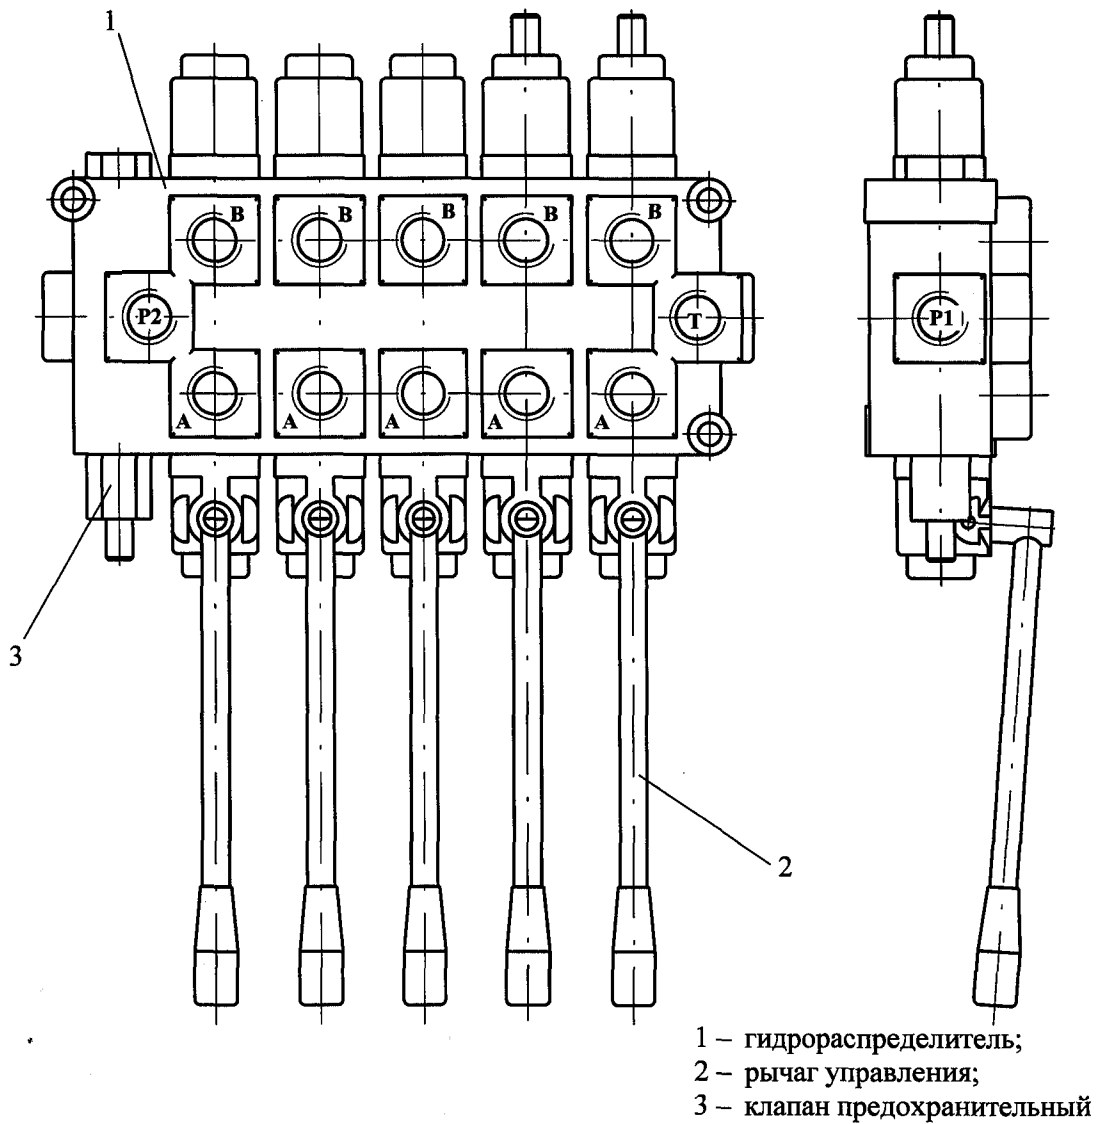 1
B B B B B
P2 T P1
A A A A A
3
2
1 – гидрораспределитель;
2 – рычаг управления;
3 – клапан предохранительный